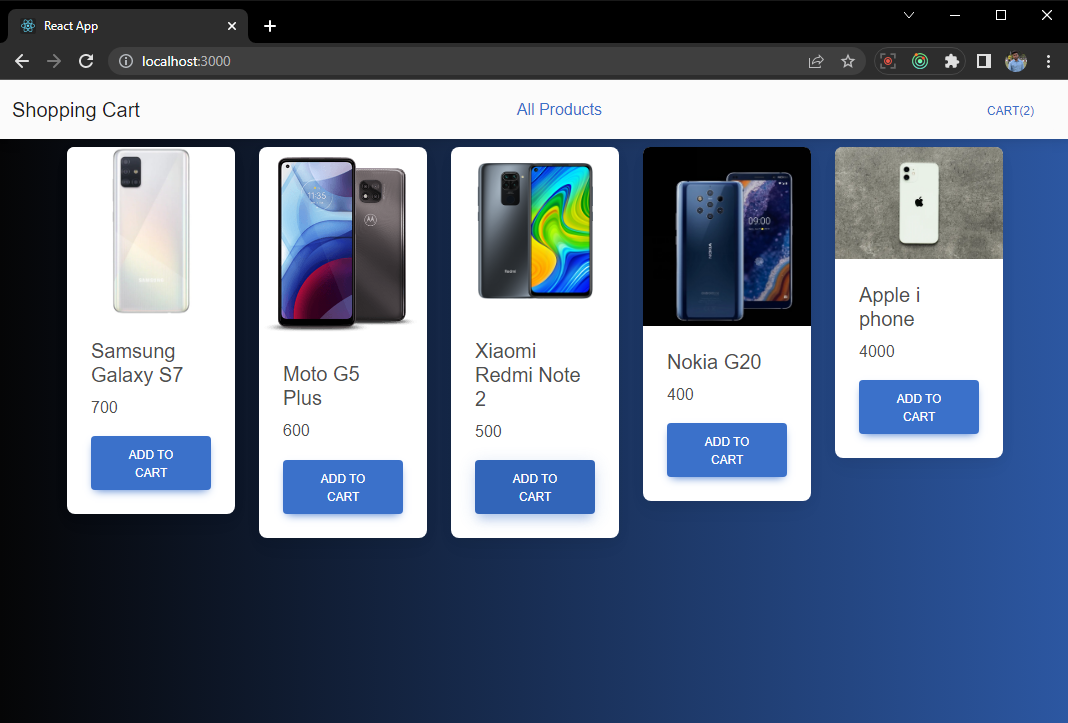 React App
localhost:3000
Shopping Cart
All Products
CART(2)
Samsung
Galaxy S7
700
ADD TO
CART
11:35
Moto G5
Plus
600
ADD TO
CART
Redmi
Xiaomi
Redmi Note
2
500
ADD TO
CART
NOKIA
09:00
Nokia G20
400
ADD TO
CART
Apple i
phone
4000
ADD TO
CART